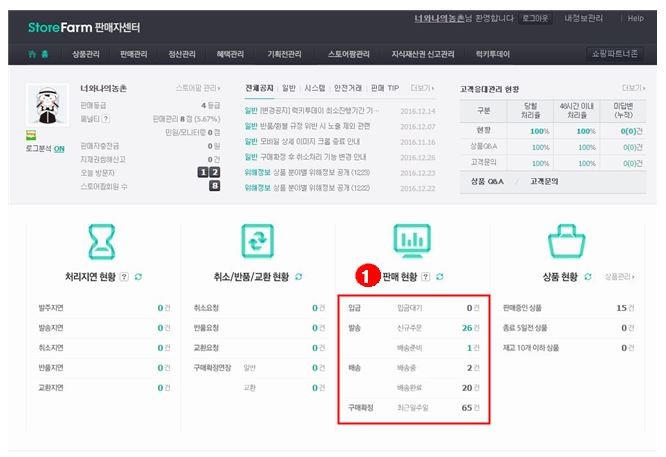 StoreFarm 판매자센터
너와나의농촌님 환영합니다 로그아웃 내정보관리 Help
홈 상품관리 판매관리 정산관리 혜택관리 기획전관리 스토어팜관리 지식재산권 신고관리 럭키투데이 쇼핑파트너존
너와나의농촌 스토어팜 관리
판매등급 4 등급
페널티 ? 판매관리 8 점 (5.67%)
민원/모니터링 0 점
로그분석 ON
판매자충전금 0 원
지재권침해신고 0 건
오늘 방문자 12
스토어찜회원 수 8
전체공지 일반 시스템 안전거래 판매 TIP 더보기
일반 [변경공지] 럭키투데이 최소진행기간 가… 2016.12.14
일반 반품/환불 규정 위반 시 노출 제외 관련 2016.12.07
일반 모바일 상세 이미지 크롭 종료 안내 2016.11.16
일반 구매확정 후 취소처리 기능 변경 안내 2016.12.26
위해정보 상품 분야별 위해정보 공개 (1223) 2016.12.23
위해정보 상품 분야별 위해정보 공개 (1222) 2016.12.22
고객응대관리 현황 더보기
구분 당월 처리율 48시간 이내 처리율 미답변 (누적)
현황 100% 100% 0(0)건
상품Q&A 100% 100% 0(0)건
고객문의 100% 100% 0(0)건
상품 Q&A / 고객문의
처리지연 현황 ?
발주지연 0 건
발송지연 0 건
취소지연 0 건
반품지연 0 건
교환지연 0 건
취소/반품/교환 현황
취소요청 0 건
반품요청 0 건
교환요청 0 건
구매확정연장 일반 0 건
교환 0 건
1 판매 현황 ?
입금 입금대기 0 건
발송 신규주문 26 건
배송준비 1 건
배송 배송중 2 건
배송완료 20 건
구매확정 최근일주일 65 건
상품 현황 상품관리
판매중인 상품 15 건
종료 5일전 상품 0 건
재고 10개 이하 상품 0 건